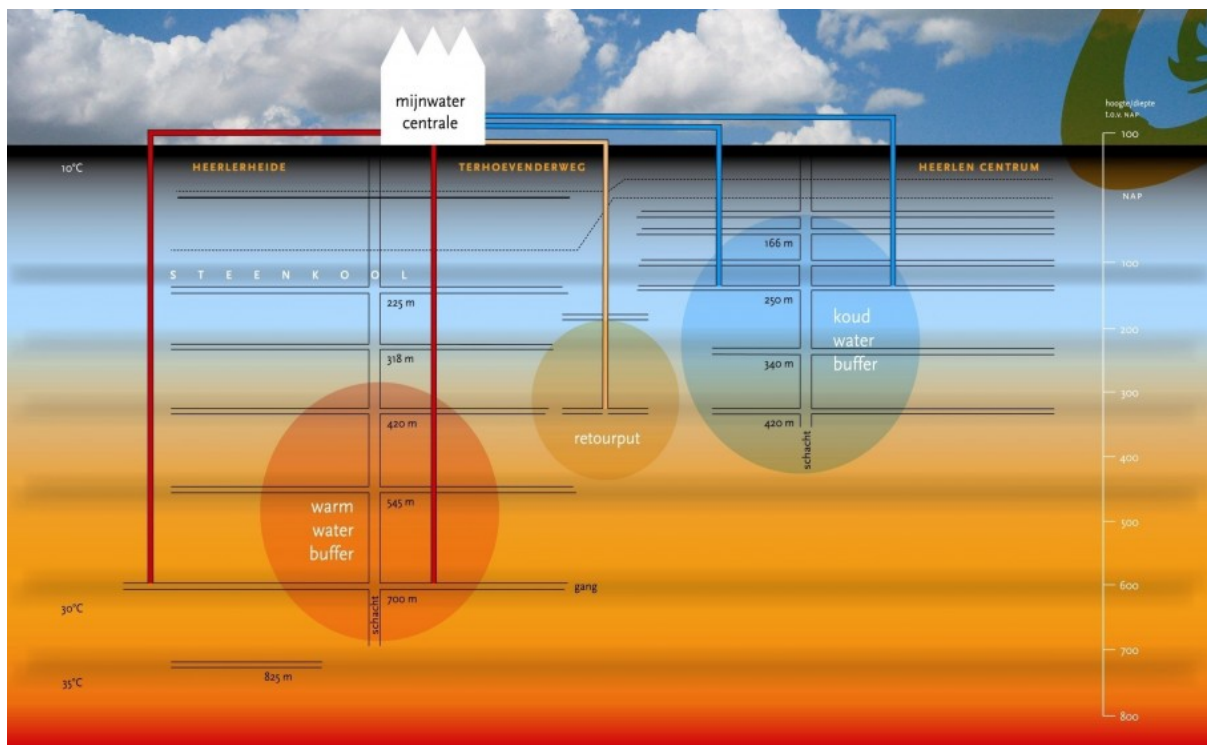 mijnwater
centrale
hoogte/diepte
t.o.v. NAP
100
10°C
HEERLERHEIDE
TERHOEVENDERWEG
HEERLEN CENTRUM
NAP
166 m
100
STEENKOOL
225 m
250 m
koud
water
buffer
200
318 m
340 m
300
420 m
420 m
retourput
schacht
400
545 m
warm
water
buffer
500
gang
600
700 m
schacht
30°C
700
825 m
35°C
800